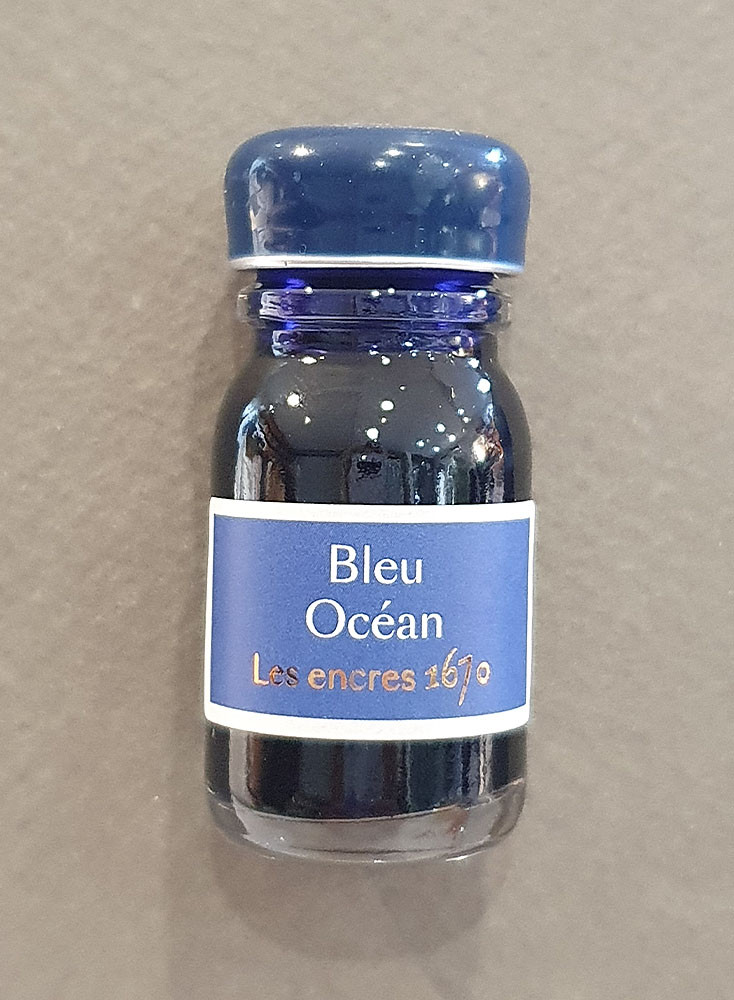 Bleu
Océan
Les encres 1670